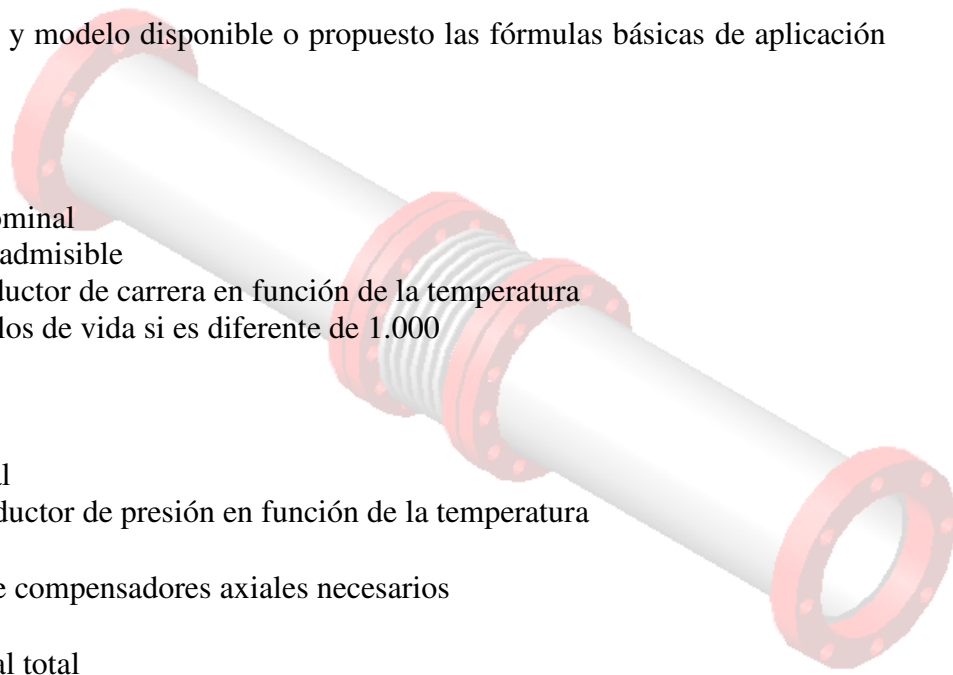 y modelo disponible o propuesto las fórmulas básicas de aplicación
ominal
admisible
ductor de carrera en función de la temperatura
los de vida si es diferente de 1.000
al
ductor de presión en función de la temperatura
e compensadores axiales necesarios
al total